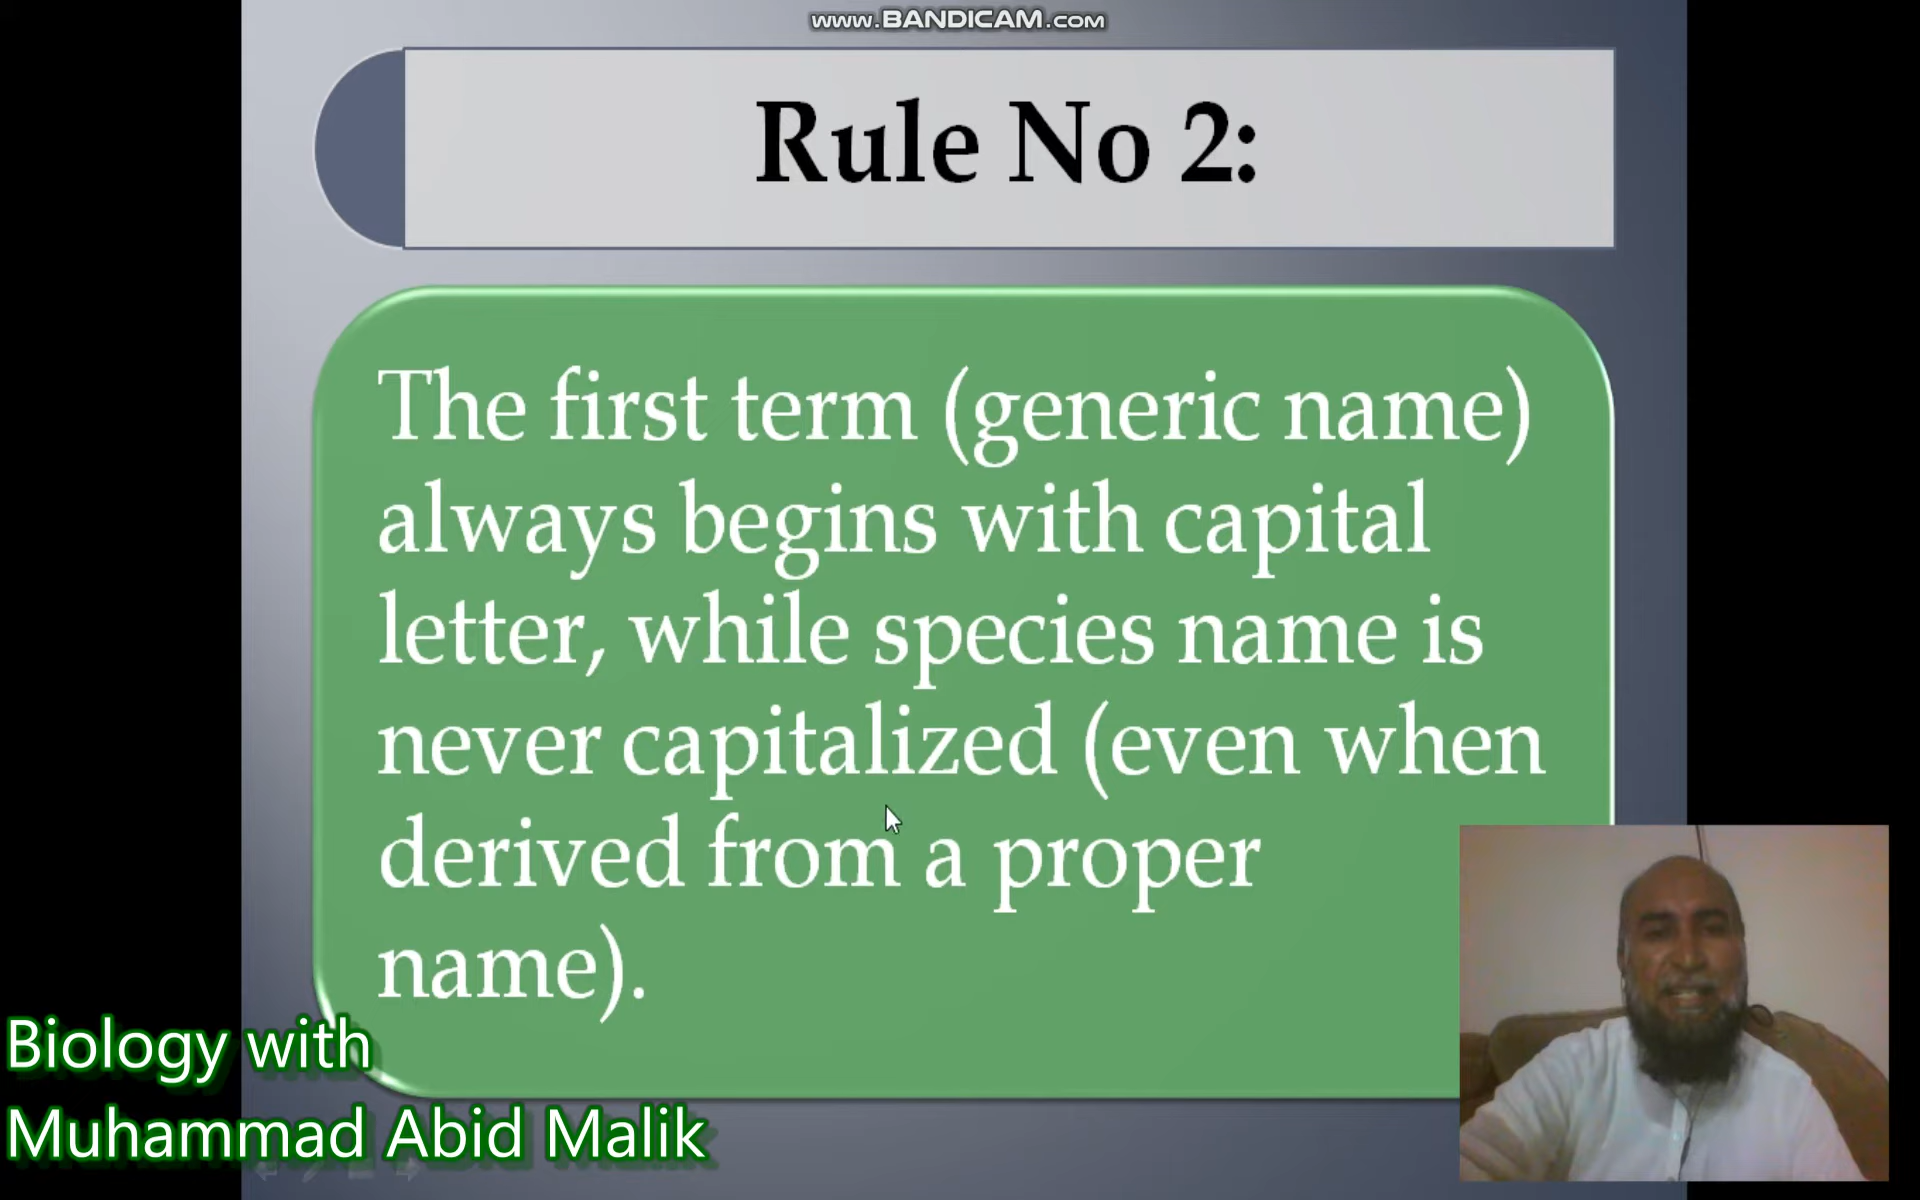 www.BANDICAM.com
Rule No 2:
The first term (generic name)
always begins with capital
letter, while species name is
never capitalized (even when
derived from a proper
name).
Biology with
Muhammad Abid Malik